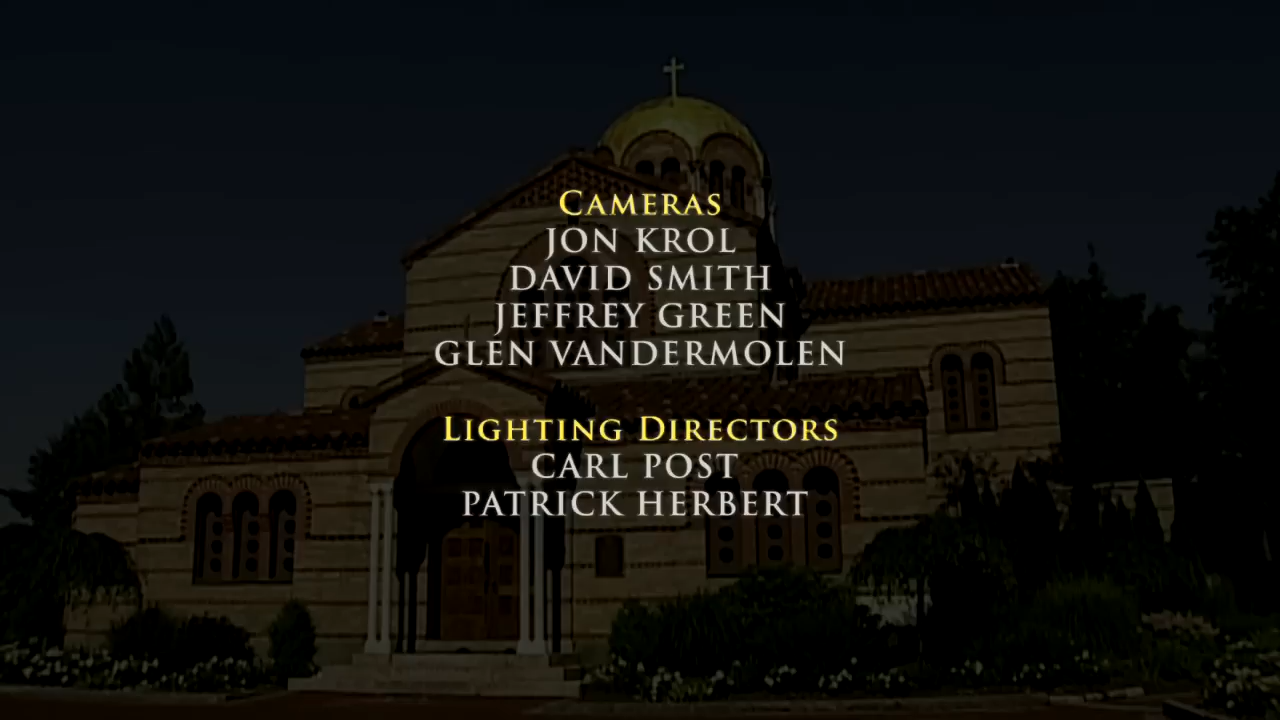 CAMERAS
JON KROL
DAVID SMITH
JEFFREY GREEN
GLEN VANDERMOLEN
LIGHTING DIRECTORS
CARL POST
PATRICK HERBERT